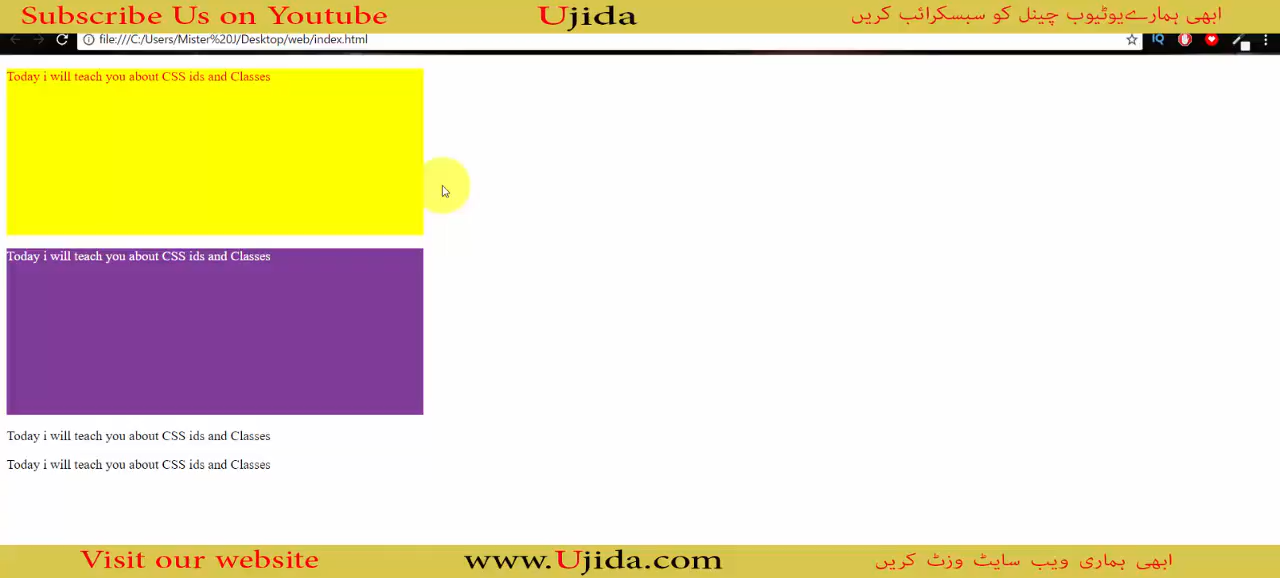 Subscribe Us on Youtube Ujida ابھی ہمارےیوٹیوب چینل کو سبسکرائب کریں
file:///C:/Users/Mister%20J/Desktop/web/index.html
Today i will teach you about CSS ids and Classes
Today i will teach you about CSS ids and Classes
Today i will teach you about CSS ids and Classes
Today i will teach you about CSS ids and Classes
Visit our website www.Ujida.com ابھی ہماری ویب سایٹ وزٹ کریں